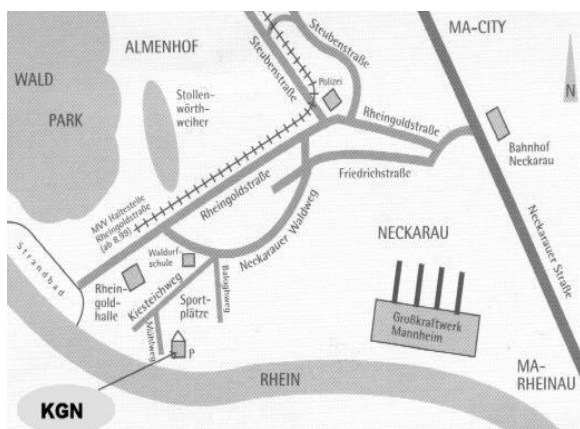 ALMENHOF
MA-CITY
WALD
PARK
Stollen-
wörth-
weiher
Steubenstraße
Steubenstraße
Polizei
N
Rheingoldstraße
Bahnhof
Neckarau
MVV Haltestelle
Rheingoldstraße
(ab 8.99)
Rheingoldstraße
Friedrichstraße
Neckarauer Waldweg
Neckarauer Straße
NECKARAU
Strandbad
Waldorf-
schule
Rhein-
gold-
halle
Kiesteichweg
Sport-
plätze
Baloghweg
Mühlweg
P
Großkraftwerk
Mannheim
RHEIN
MA-
RHEINAU
KGN